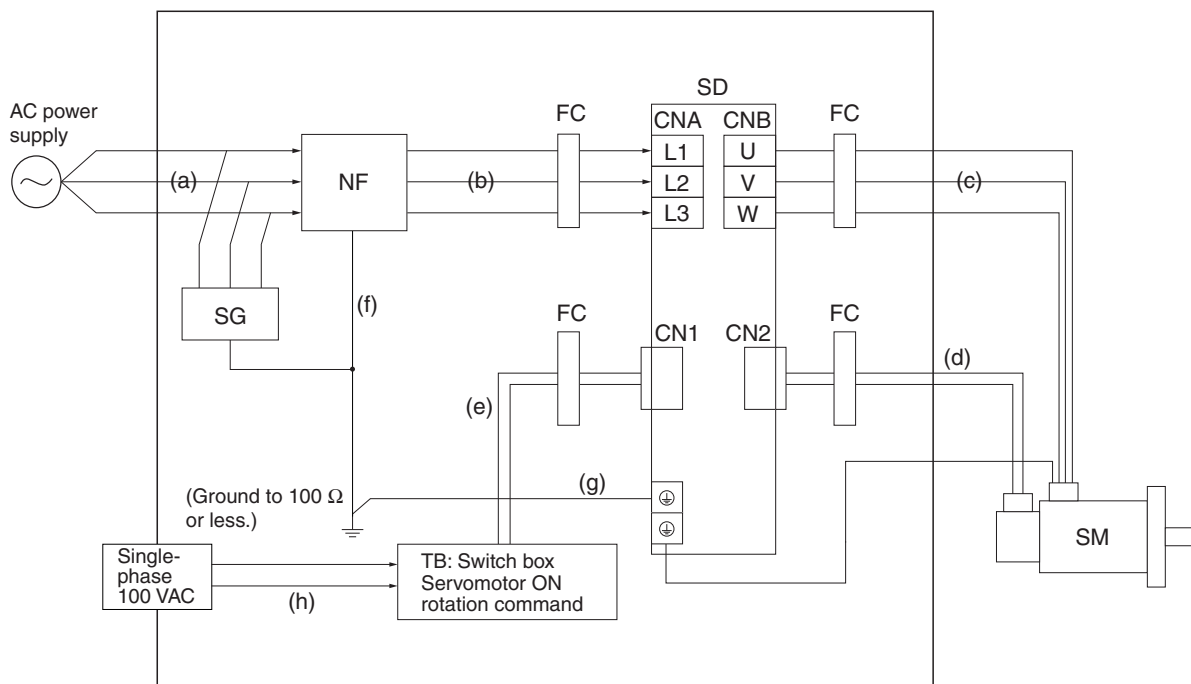 SD
AC power
supply
FC
CNA
CNB
FC
L1
U
(a)
NF
(b)
L2
V
(c)
L3
W
SG
(f)
FC
FC
CN1
CN2
(d)
(e)
(Ground to 100 Ω
or less.)
(g)
Single-
phase
100 VAC
(h)
TB: Switch box
Servomotor ON
rotation command
SM